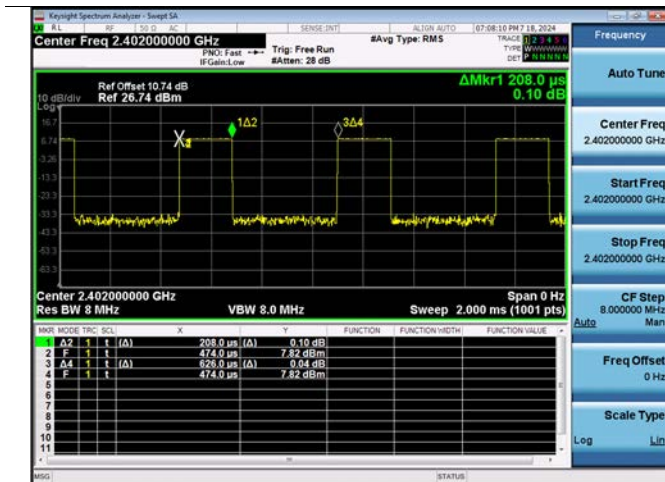 Keysight Spectrum Analyzer - Swept SA
RL RF 50 Ω AC SENSE:INT ALIGN AUTO 07:08:10 PM 7 18, 2024
Center Freq 2.402000000 GHz
PNO: Fast
IFGain:Low
Trig: Free Run
#Atten: 28 dB
#Avg Type: RMS
TRACE 1 2 3 4 5 6
TYPE WWWWWW
DET P N N N N N
ΔMkr1 208.0 µs
0.10 dB
Ref Offset 10.74 dB
10 dB/div Ref 26.74 dBm
Log
16.7
6.74
-3.26
-13.3
-23.3
-33.3
-43.3
-53.3
-63.3
1Δ2
3Δ4
Center 2.402000000 GHz Span 0 Hz
Res BW 8 MHz VBW 8.0 MHz Sweep 2.000 ms (1001 pts)
MKR MODE TRC SCL X Y FUNCTION FUNCTION WIDTH FUNCTION VALUE
1 Δ2 1 t (Δ) 208.0 µs (Δ) 0.10 dB
2 F 1 t 474.0 µs 7.82 dBm
3 Δ4 1 t (Δ) 626.0 µs (Δ) 0.04 dB
4 F 1 t 474.0 µs 7.82 dBm
5
6
7
8
9
10
11
MSG STATUS
Frequency
Auto Tune
Center Freq
2.402000000 GHz
Start Freq
2.402000000 GHz
Stop Freq
2.402000000 GHz
CF Step
8.000000 MHz
Auto Man
Freq Offset
0 Hz
Scale Type
Log Lin